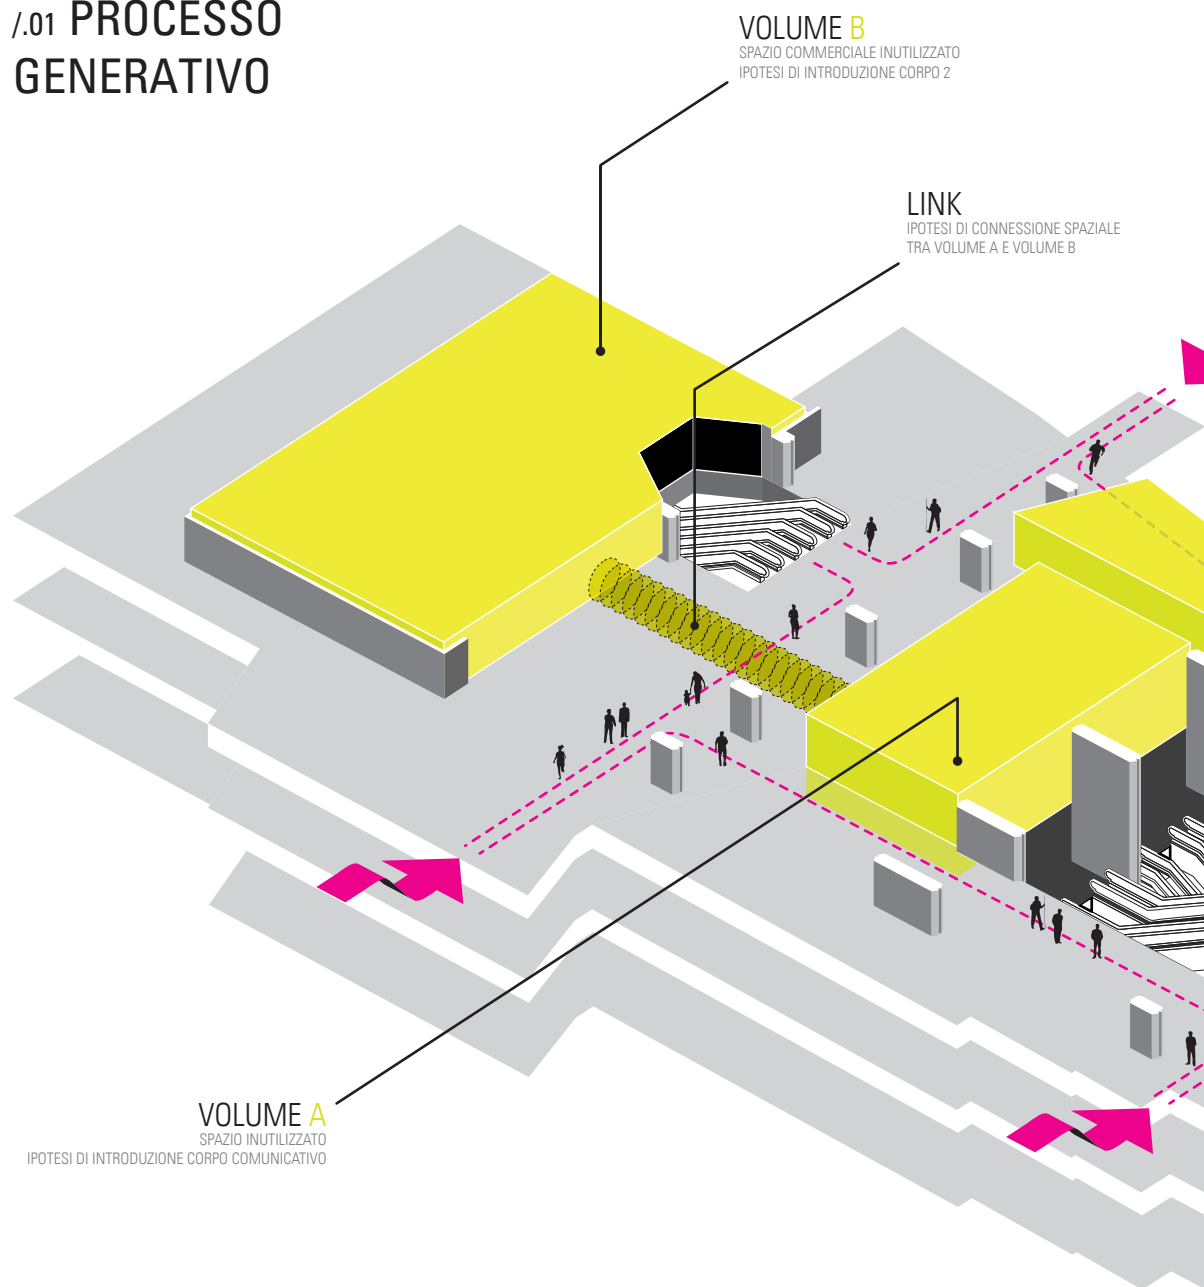 /.01 PROCESSO
GENERATIVO
VOLUME B
SPAZIO COMMERCIALE INUTILIZZATO
IPOTESI DI INTRODUZIONE CORPO 2
LINK
IPOTESI DI CONNESSIONE SPAZIALE
TRA VOLUME A E VOLUME B
VOLUME A
SPAZIO INUTILIZZATO
IPOTESI DI INTRODUZIONE CORPO COMUNICATIVO